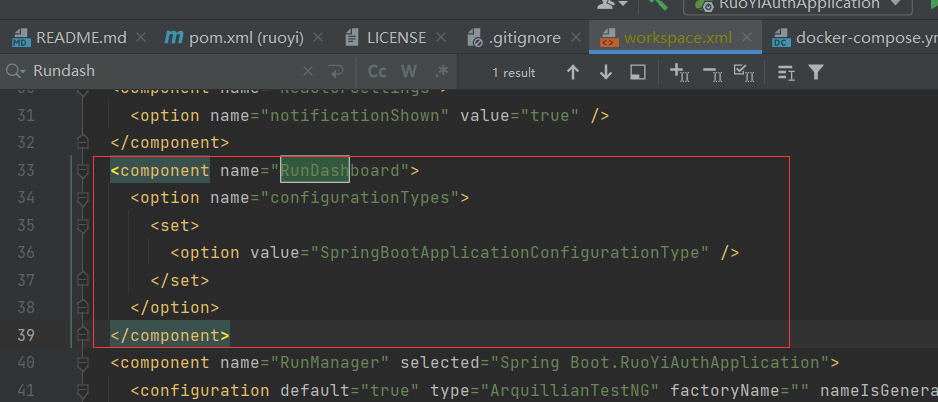 RuoYiAuthApplication
README.md
pom.xml (ruoyi)
LICENSE
.gitignore
workspace.xml
docker-compose.ym
Rundash
Cc W .*
1 result
31 <option name="notificationShown" value="true" />
32 </component>
33 <component name="RunDashboard">
34 <option name="configurationTypes">
35 <set>
36 <option value="SpringBootApplicationConfigurationType" />
37 </set>
38 </option>
39 </component>
40 <component name="RunManager" selected="Spring Boot.RuoYiAuthApplication">
41 <configuration default="true" type="ArquillianTestNG" factoryName="" nameIsGenera